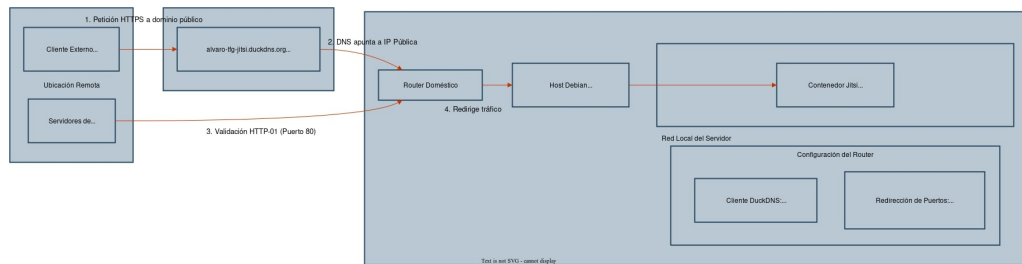 1. Petición HTTPS a dominio público
Cliente Externo...
alvaro-tfg-jitsi.duckdns.org...
2. DNS apunta a IP Pública
Ubicación Remota
Router Doméstico
Host Debian...
Contenedor Jitsi...
4. Redirige tráfico
Servidores de...
3. Validación HTTP-01 (Puerto 80)
Red Local del Servidor
Configuración del Router
Cliente DuckDNS:...
Redirección de Puertos:...
Text is not SVG - cannot display